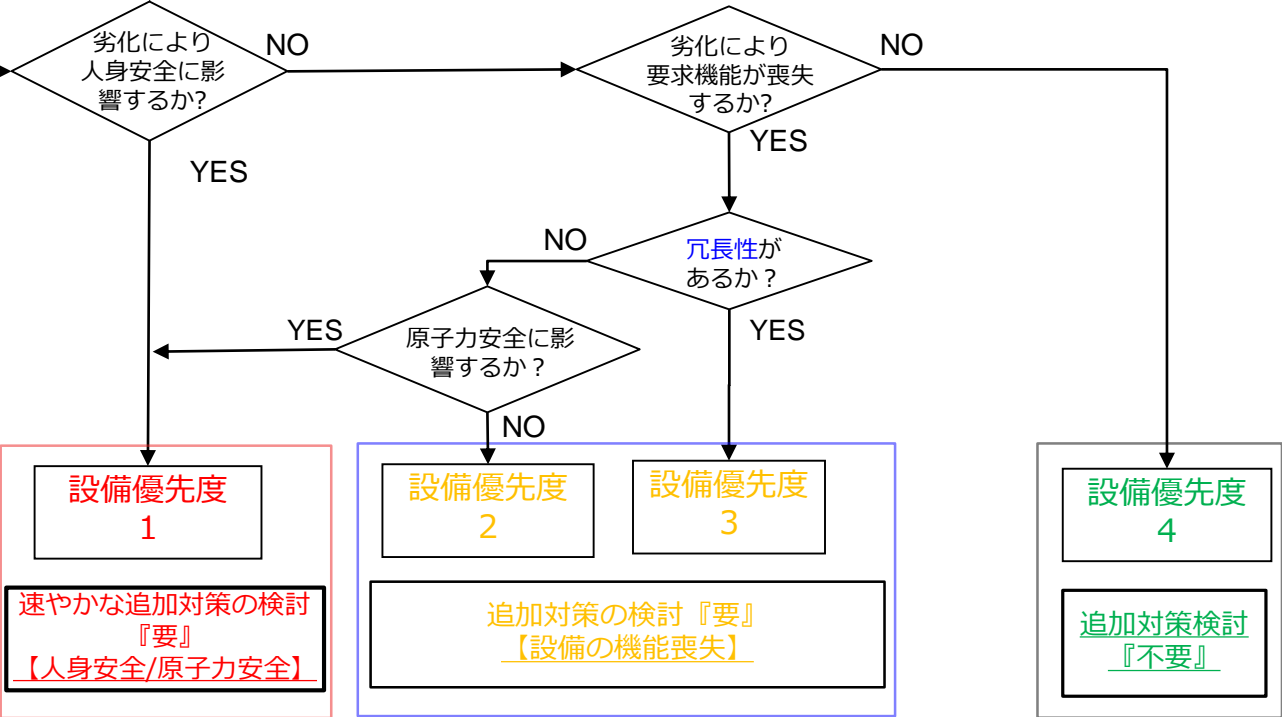 劣化により
人身安全に影
響するか?
NO
YES
劣化により
要求機能が喪失
するか?
NO
YES
冗長性が
あるか？
NO
YES
原子力安全に影
響するか？
YES
NO
設備優先度
1
設備優先度
2
設備優先度
3
設備優先度
4
速やかな追加対策の検討
『要』
【人身安全/原子力安全】
追加対策の検討『要』
【設備の機能喪失】
追加対策検討
『不要』